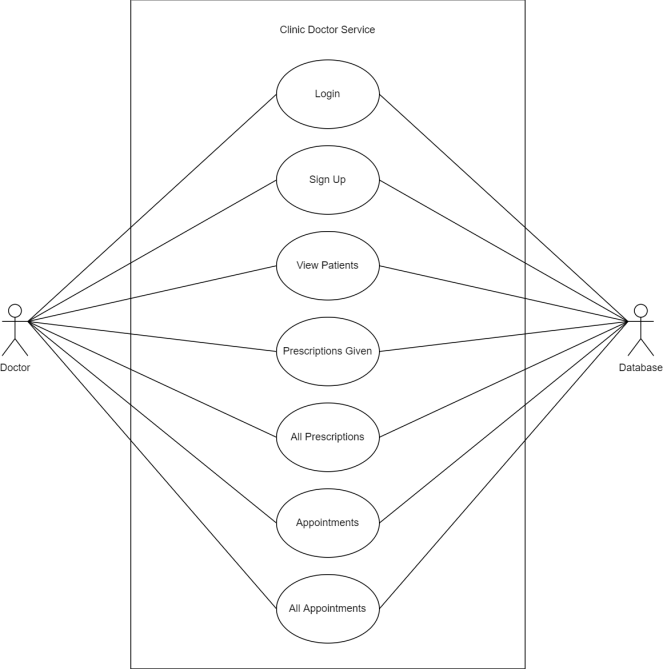 Clinic Doctor Service
Login
Sign Up
View Patients
Prescriptions Given
Doctor
Database
All Prescriptions
Appointments
All Appointments